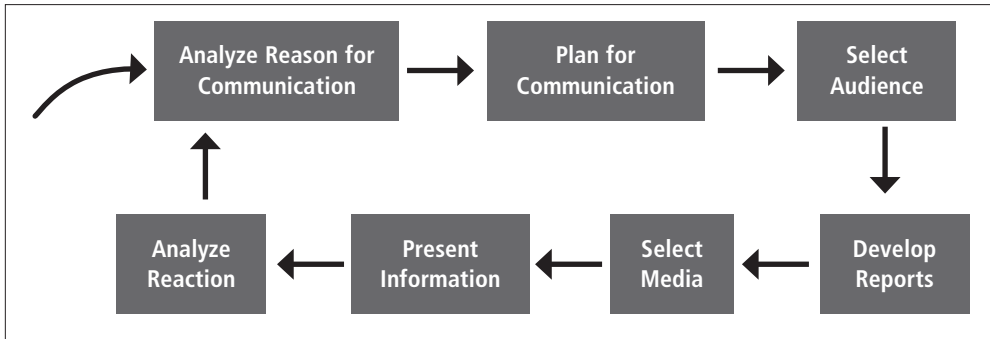 Analyze Reason for
Communication
Plan for
Communication
Select
Audience
Develop
Reports
Select
Media
Present
Information
Analyze
Reaction